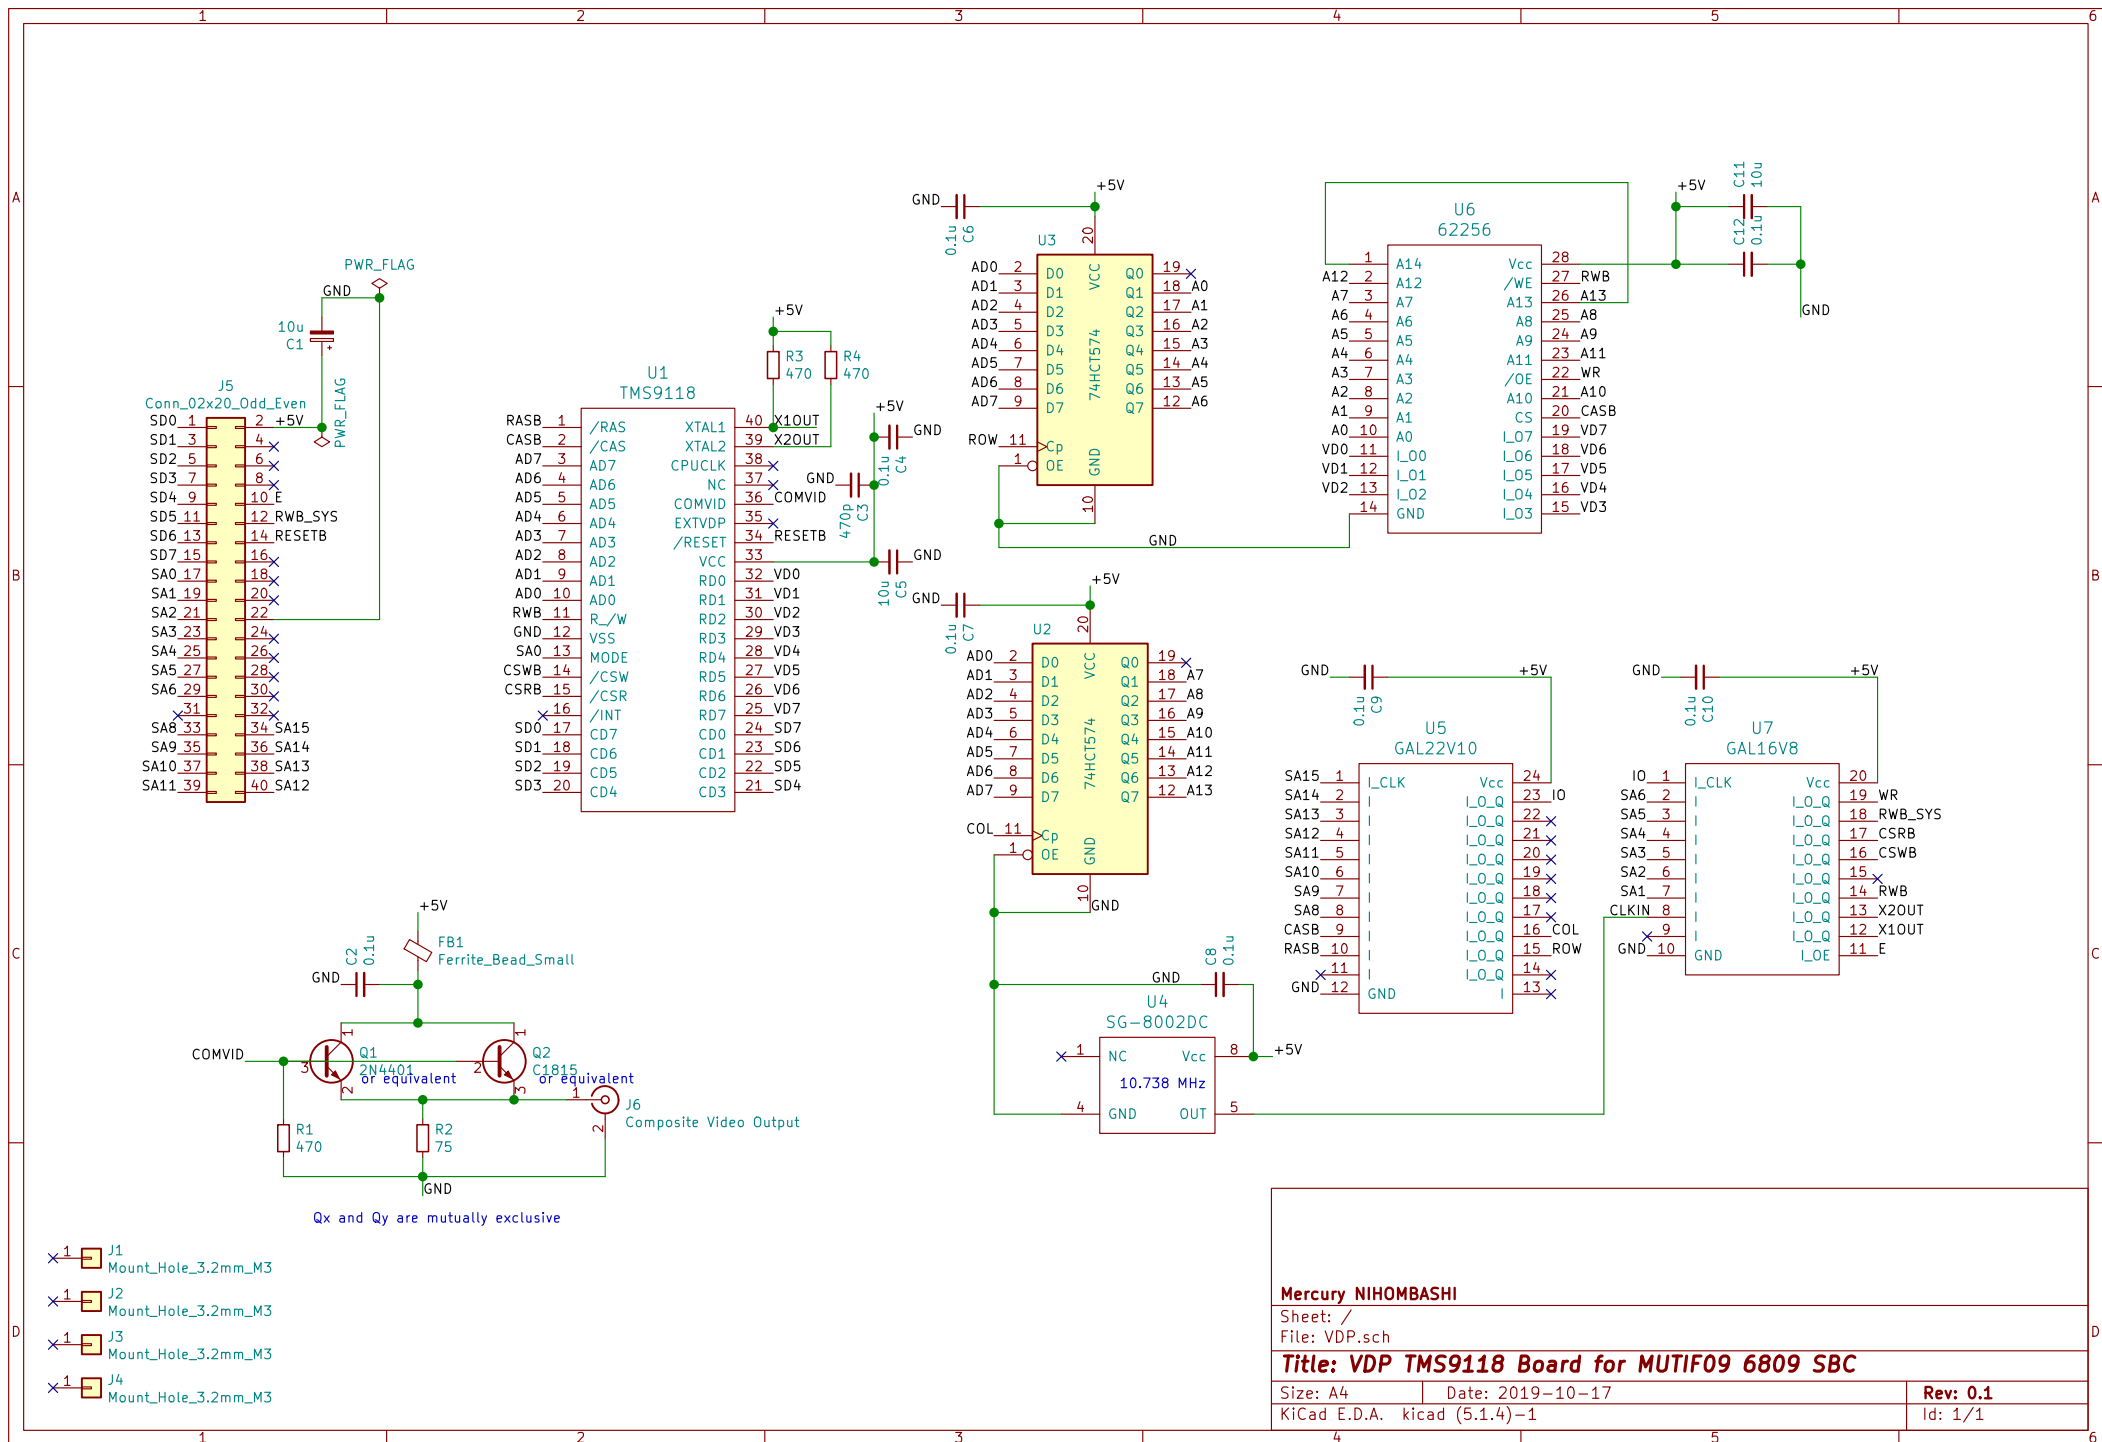 1 2 3 4 5 6
A
B
C
D
A
B
C
D
1 2 3 4 5 6
PWR_FLAG
GND
10u
C1
PWR_FLAG
J5
Conn_02x20_Odd_Even
SD0 1 2 +5V
SD1 3 4
SD2 5 6
SD3 7 8
SD4 9 10 E
SD5 11 12 RWB_SYS
SD6 13 14 RESETB
SD7 15 16
SA0 17 18
SA1 19 20
SA2 21 22
SA3 23 24
SA4 25 26
SA5 27 28
SA6 29 30
31 32
SA8 33 34 SA15
SA9 35 36 SA14
SA10 37 38 SA13
SA11 39 40 SA12
+5V
R3
470
R4
470
U1
TMS9118
RASB 1 /RAS XTAL1 40 X1OUT
CASB 2 /CAS XTAL2 39 X2OUT
AD7 3 AD7 CPUCLK 38
AD6 4 AD6 NC 37
AD5 5 AD5 COMVID 36 COMVID
AD4 6 AD4 EXTVDP 35
AD3 7 AD3 /RESET 34 RESETB
AD2 8 AD2 VCC 33
AD1 9 AD1 RD0 32 VD0
AD0 10 AD0 RD1 31 VD1
RWB 11 R_/W RD2 30 VD2
GND 12 VSS RD3 29 VD3
SA0 13 MODE RD4 28 VD4
CSWB 14 /CSW RD5 27 VD5
CSRB 15 /CSR RD6 26 VD6
16 /INT RD7 25 VD7
SD0 17 CD7 CD0 24 SD7
SD1 18 CD6 CD1 23 SD6
SD2 19 CD5 CD2 22 SD5
SD3 20 CD4 CD3 21 SD4
+5V
GND
0.1u
C4
GND
470p
C3
GND
10u
C5
GND
0.1u
C6
+5V
U3
20
VCC
74HCT574
GND
10
AD0 2 D0 Q0 19
AD1 3 D1 Q1 18 A0
AD2 4 D2 Q2 17 A1
AD3 5 D3 Q3 16 A2
AD4 6 D4 Q4 15 A3
AD5 7 D5 Q5 14 A4
AD6 8 D6 Q6 13 A5
AD7 9 D7 Q7 12 A6
ROW 11 Cp
1 OE
GND
GND
0.1u
C7
+5V
U2
20
VCC
74HCT574
GND
10
AD0 2 D0 Q0 19
AD1 3 D1 Q1 18 A7
AD2 4 D2 Q2 17 A8
AD3 5 D3 Q3 16 A9
AD4 6 D4 Q4 15 A10
AD5 7 D5 Q5 14 A11
AD6 8 D6 Q6 13 A12
AD7 9 D7 Q7 12 A13
COL 11 Cp
1 OE
GND
U6
62256
1 A14 Vcc 28
A12 2 A12 /WE 27 RWB
A7 3 A7 A13 26 A13
A6 4 A6 A8 25 A8
A5 5 A5 A9 24 A9
A4 6 A4 A11 23 A11
A3 7 A3 /OE 22 WR
A2 8 A2 A10 21 A10
A1 9 A1 CS 20 CASB
A0 10 A0 I_O7 19 VD7
VD0 11 I_O0 I_O6 18 VD6
VD1 12 I_O1 I_O5 17 VD5
VD2 13 I_O2 I_O4 16 VD4
14 GND I_O3 15 VD3
+5V
C11
10u
C12
0.1u
GND
GND
0.1u
C9
+5V
U5
GAL22V10
SA15 1 I_CLK Vcc 24
SA14 2 I I_O_Q 23 IO
SA13 3 I I_O_Q 22
SA12 4 I I_O_Q 21
SA11 5 I I_O_Q 20
SA10 6 I I_O_Q 19
SA9 7 I I_O_Q 18
SA8 8 I I_O_Q 17
CASB 9 I I_O_Q 16 COL
RASB 10 I I_O_Q 15 ROW
11 I I_O_Q 14
GND 12 GND I 13
GND
0.1u
C10
+5V
U7
GAL16V8
IO 1 I_CLK Vcc 20
SA6 2 I I_O_Q 19 WR
SA5 3 I I_O_Q 18 RWB_SYS
SA4 4 I I_O_Q 17 CSRB
SA3 5 I I_O_Q 16 CSWB
SA2 6 I I_O_Q 15
SA1 7 I I_O_Q 14 RWB
CLKIN 8 I I_O_Q 13 X2OUT
9 I I_O_Q 12 X1OUT
GND 10 GND I_OE 11 E
GND
C8
0.1u
U4
SG-8002DC
1 NC Vcc 8 +5V
10.738 MHz
4 GND OUT 5
+5V
FB1
Ferrite_Bead_Small
C2
0.1u
GND
COMVID
1
3
2
Q1
2N4401
or equivalent
1
2
3
Q2
C1815
or equivalent
1
2
J6
Composite Video Output
R1
470
R2
75
GND
Qx and Qy are mutually exclusive
1 J1
Mount_Hole_3.2mm_M3
1 J2
Mount_Hole_3.2mm_M3
1 J3
Mount_Hole_3.2mm_M3
1 J4
Mount_Hole_3.2mm_M3
Mercury NIHOMBASHI
Sheet: /
File: VDP.sch
Title: VDP TMS9118 Board for MUTIF09 6809 SBC
Size: A4 Date: 2019-10-17 Rev: 0.1
KiCad E.D.A. kicad (5.1.4)-1 Id: 1/1